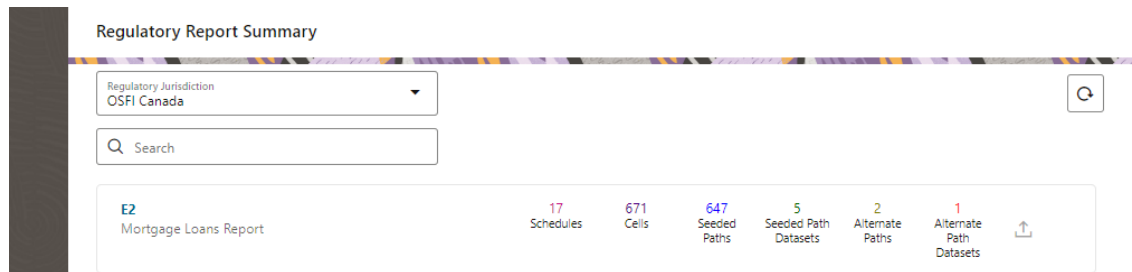 Regulatory Report Summary
Regulatory Jurisdiction
OSFI Canada
Search
E2
Mortgage Loans Report
17
Schedules
671
Cells
647
Seeded
Paths
5
Seeded Path
Datasets
2
Alternate
Paths
1
Alternate
Path
Datasets